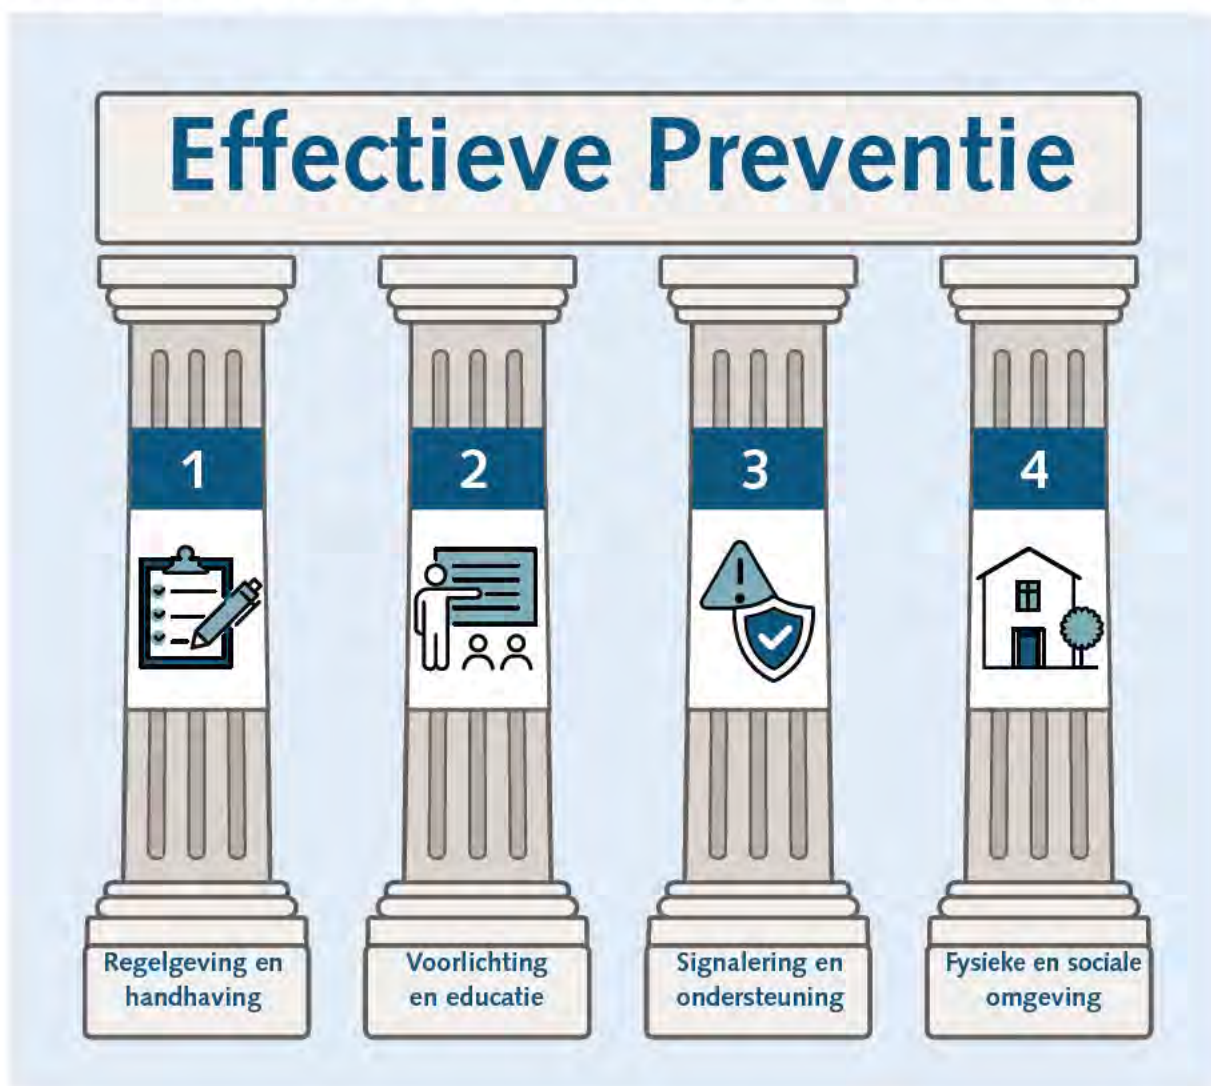 Effectieve Preventie
1
2
3
4
Regelgeving en
handhaving
Voorlichting
en educatie
Signalering en
ondersteuning
Fysieke en sociale
omgeving